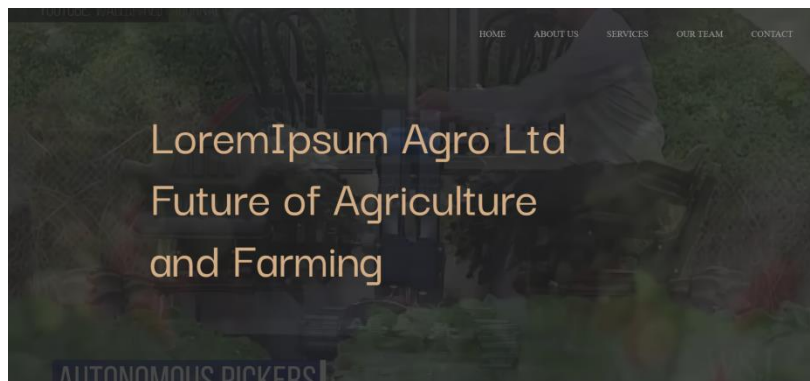 HOME ABOUT US SERVICES OUR TEAM CONTACT
LoremIpsum Agro Ltd
Future of Agriculture
and Farming
AUTONOMOUS PICKERS